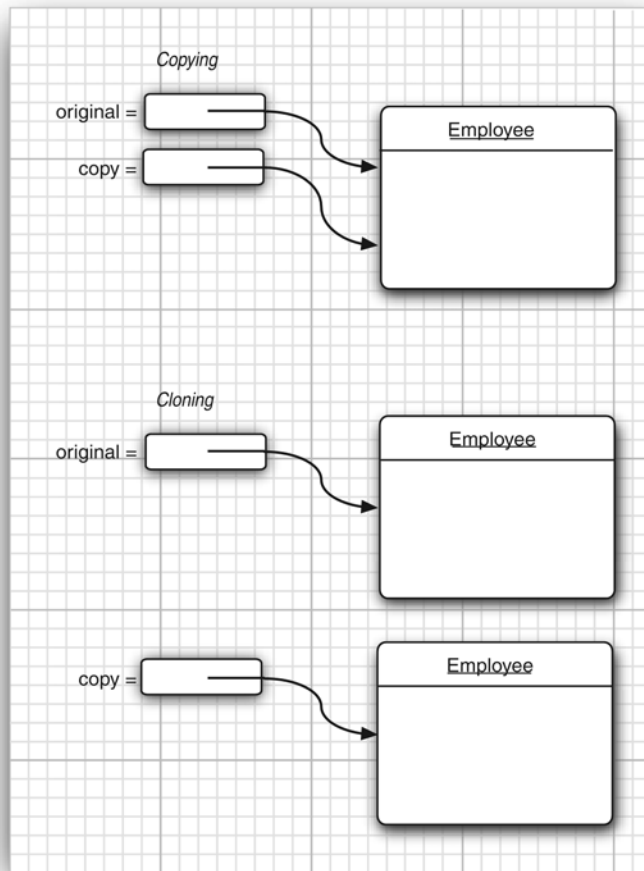 Copying
original =
Employee
copy =
Cloning
original =
Employee
copy =
Employee